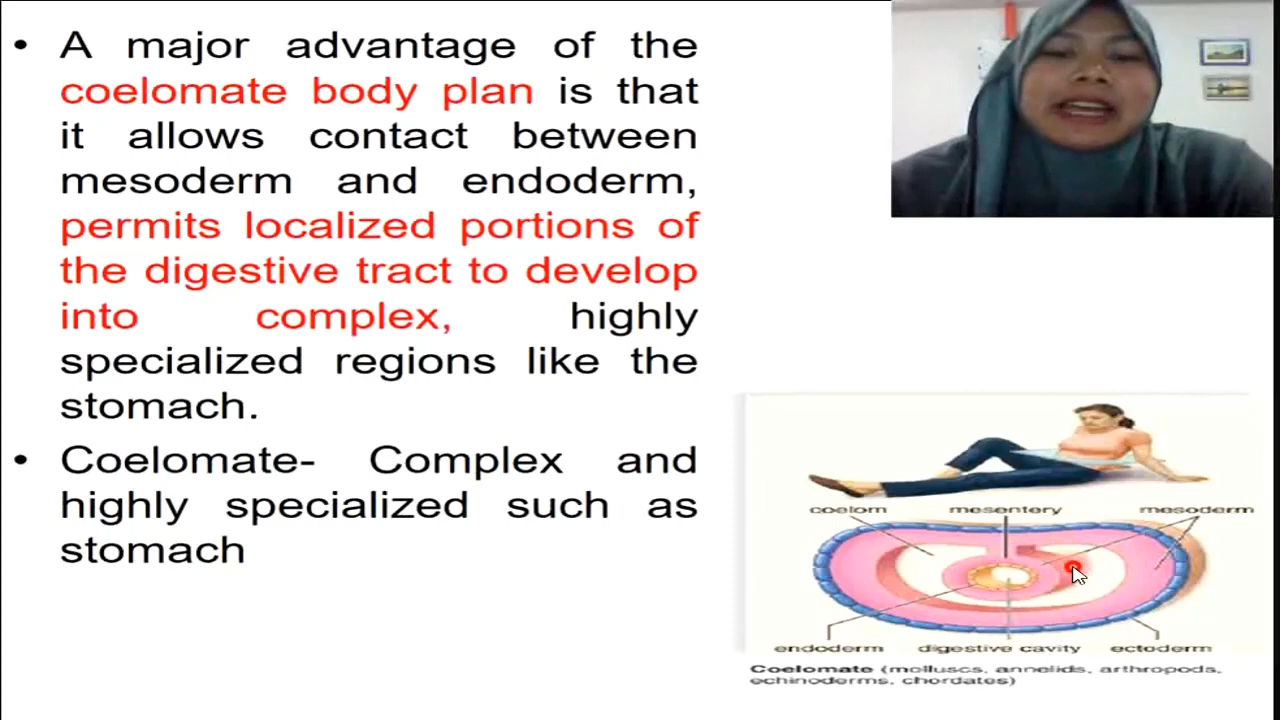 • A major advantage of the
coelomate body plan is that
it allows contact between
mesoderm and endoderm,
permits localized portions of
the digestive tract to develop
into complex, highly
specialized regions like the
stomach.
• Coelomate- Complex and
highly specialized such as
stomach
coelom mesentery mesoderm
endoderm digestive cavity ectoderm
Coelomate (molluscs, annelids, arthropods,
echinoderms, chordates)